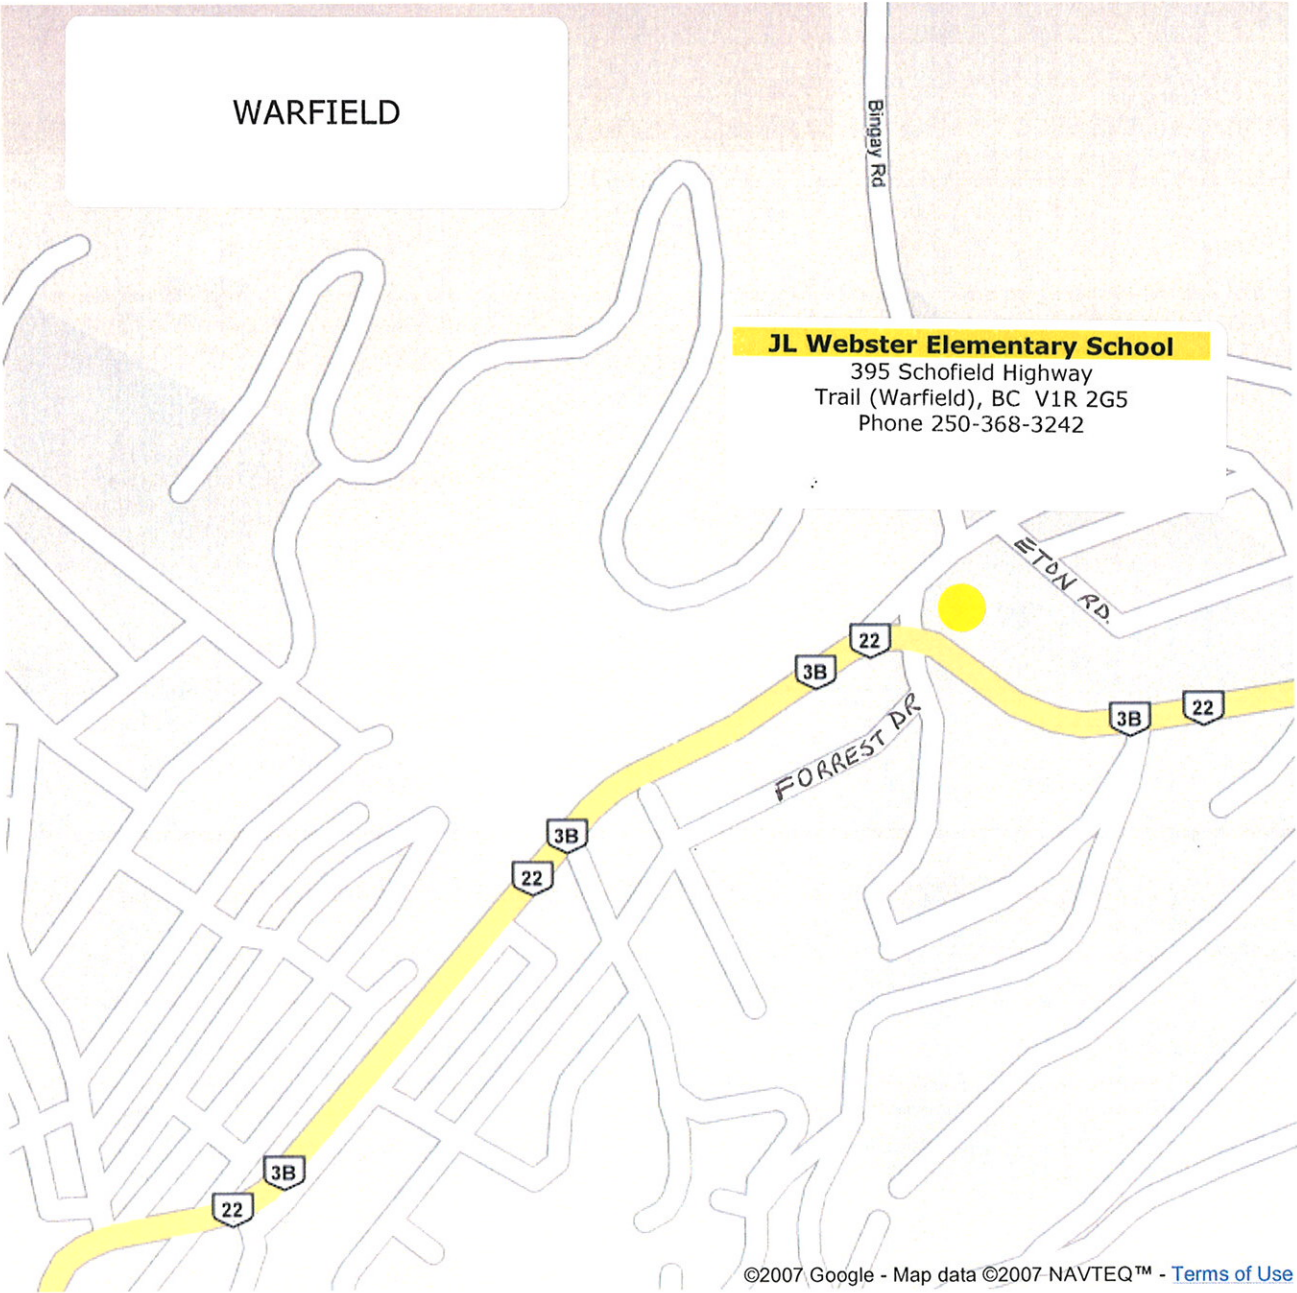 WARFIELD
Bingay Rd
JL Webster Elementary School
395 Schofield Highway
Trail (Warfield), BC  V1R 2G5
Phone 250-368-3242
ETON RD.
22
3B
FORREST DR
3B
22
3B
22
3B
22
©2007 Google - Map data ©2007 NAVTEQ™ - Terms of Use